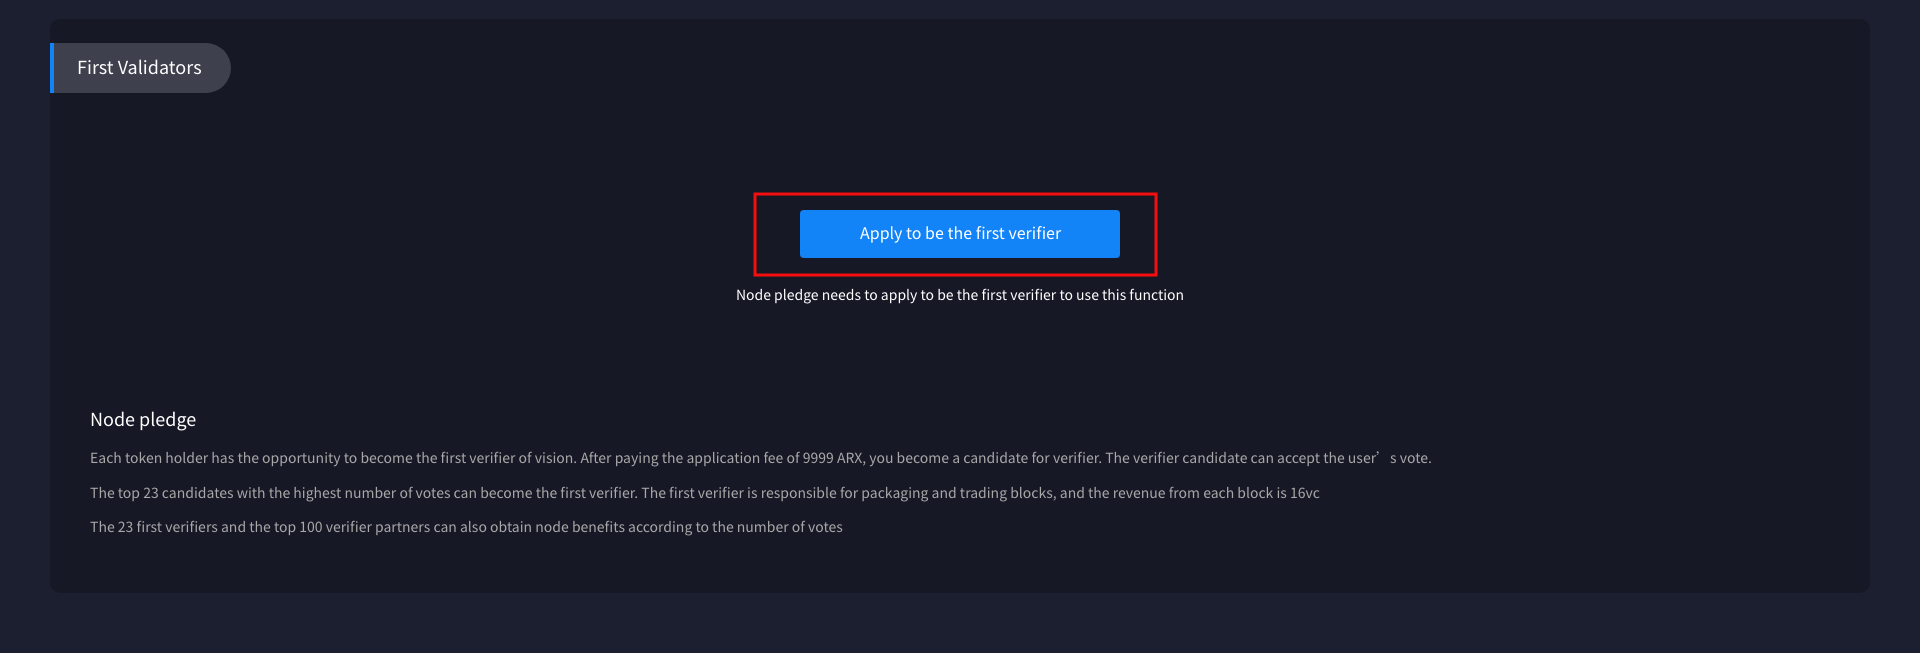 First Validators
Apply to be the first verifier
Node pledge needs to apply to be the first verifier to use this function
Node pledge
Each token holder has the opportunity to become the first verifier of vision. After paying the application fee of 9999 ARX, you become a candidate for verifier. The verifier candidate can accept the user’s vote.
The top 23 candidates with the highest number of votes can become the first verifier. The first verifier is responsible for packaging and trading blocks, and the revenue from each block is 16vc
The 23 first verifiers and the top 100 verifier partners can also obtain node benefits according to the number of votes